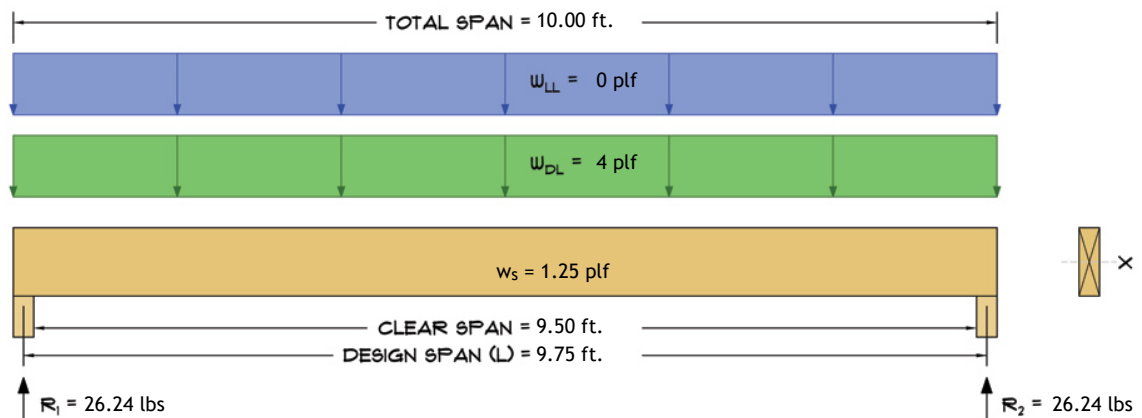 TOTAL SPAN = 10.00 ft.
WLL = 0 plf
WDL = 4 plf
ws = 1.25 plf
X
CLEAR SPAN = 9.50 ft.
DESIGN SPAN (L) = 9.75 ft.
R1 = 26.24 lbs
R2 = 26.24 lbs